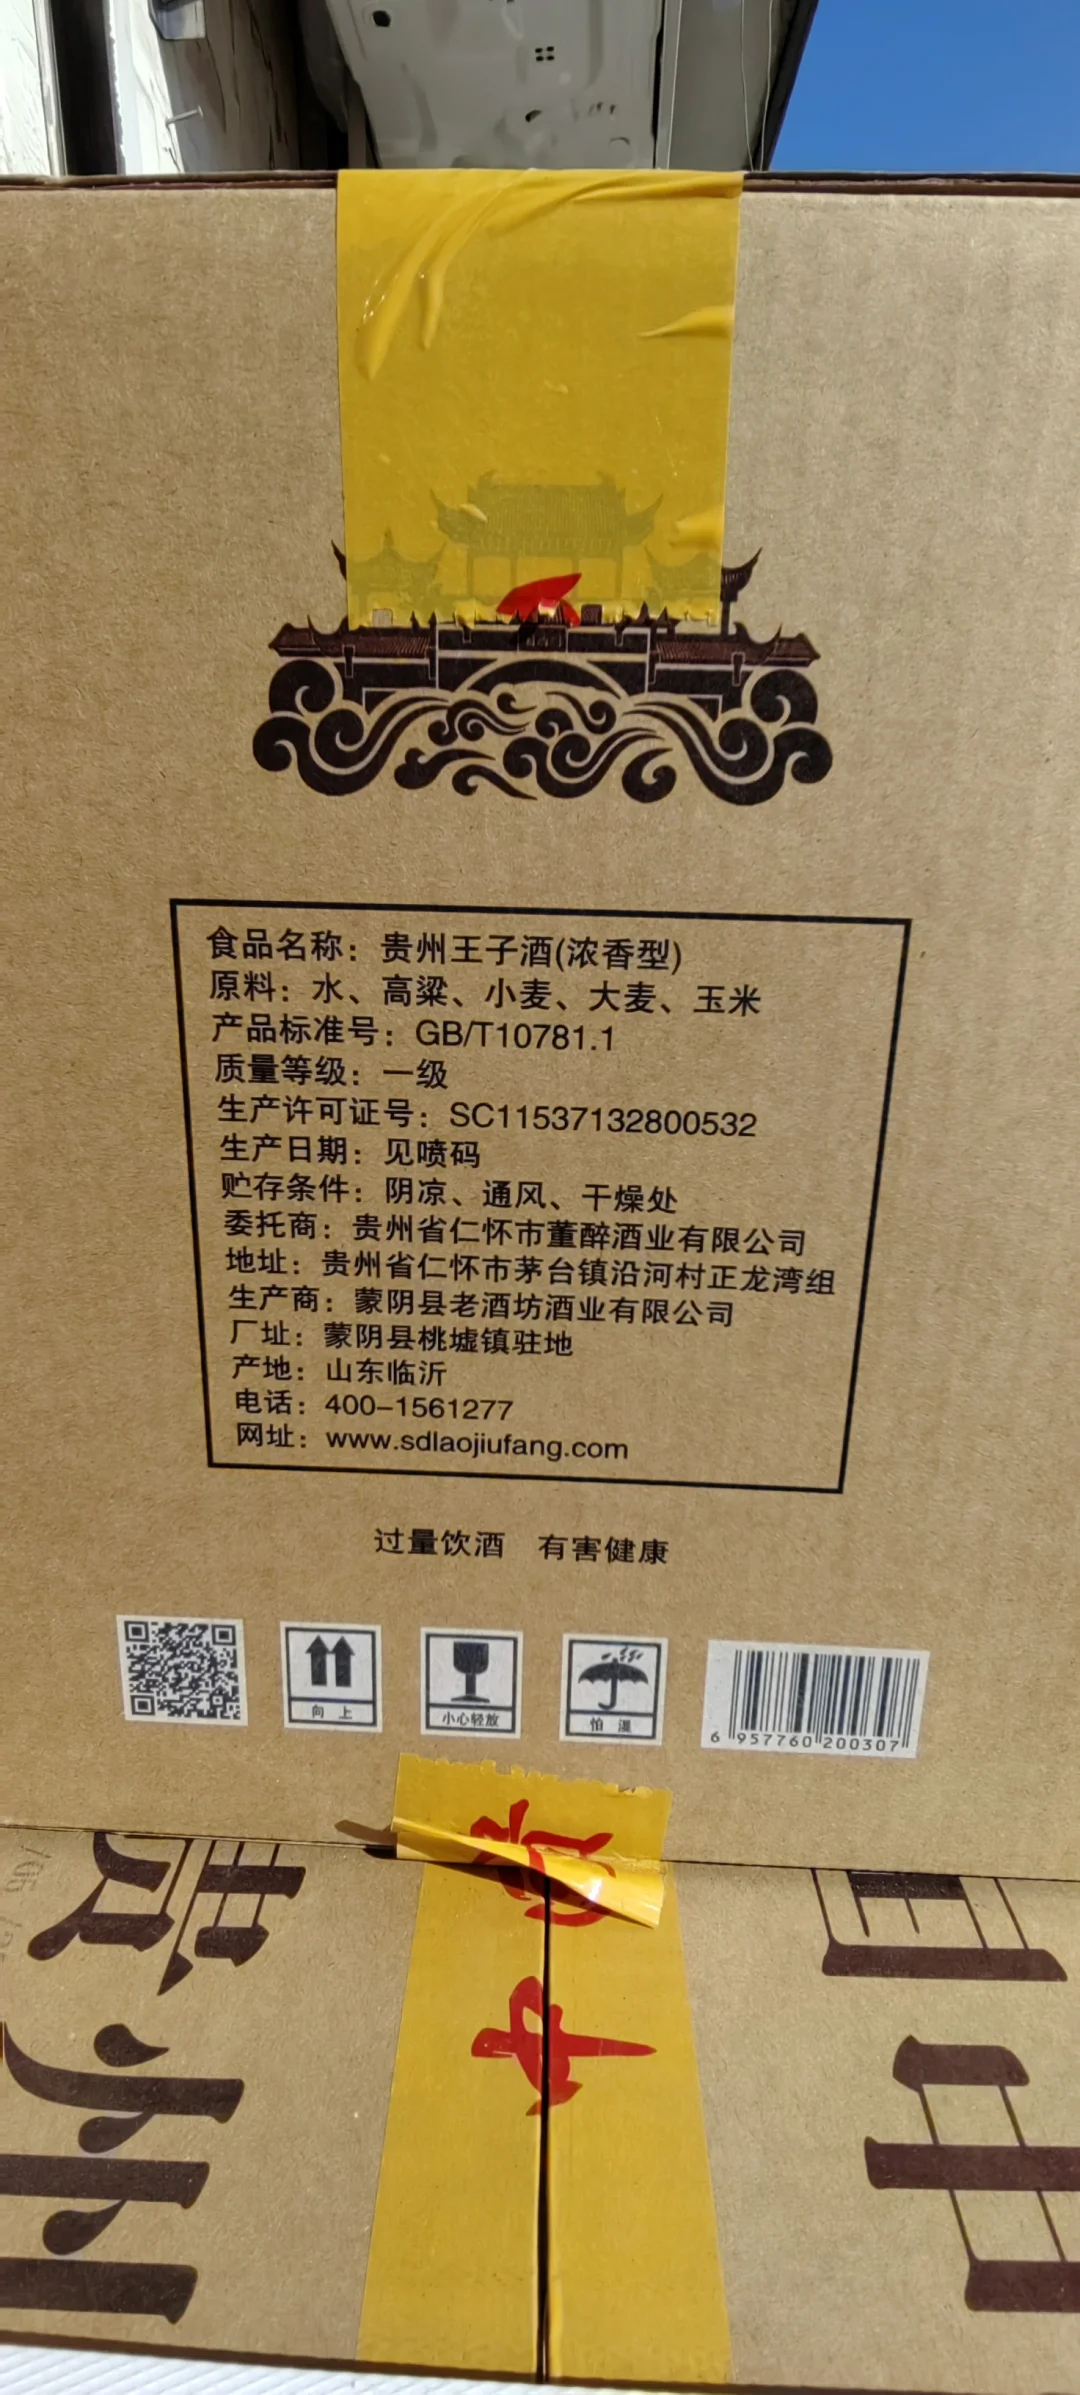 食品名称：贵州王子酒(浓香型)
原料：水、高粱、小麦、大麦、玉米
产品标准号：GB/T10781.1
质量等级：一级
生产许可证号：SC11537132800532
生产日期：见喷码
贮存条件：阴凉、通风、干燥处
委托商：贵州省仁怀市董醉酒业有限公司
地址：贵州省仁怀市茅台镇沿河村正龙湾组
生产商：蒙阴县老酒坊酒业有限公司
厂址：蒙阴县桃墟镇驻地
产地：山东临沂
电话：400-1561277
网址：www.sdlaojiufang.com
过量饮酒 有害健康
向上
小心轻放
怕湿
6 957760 200307
贵州